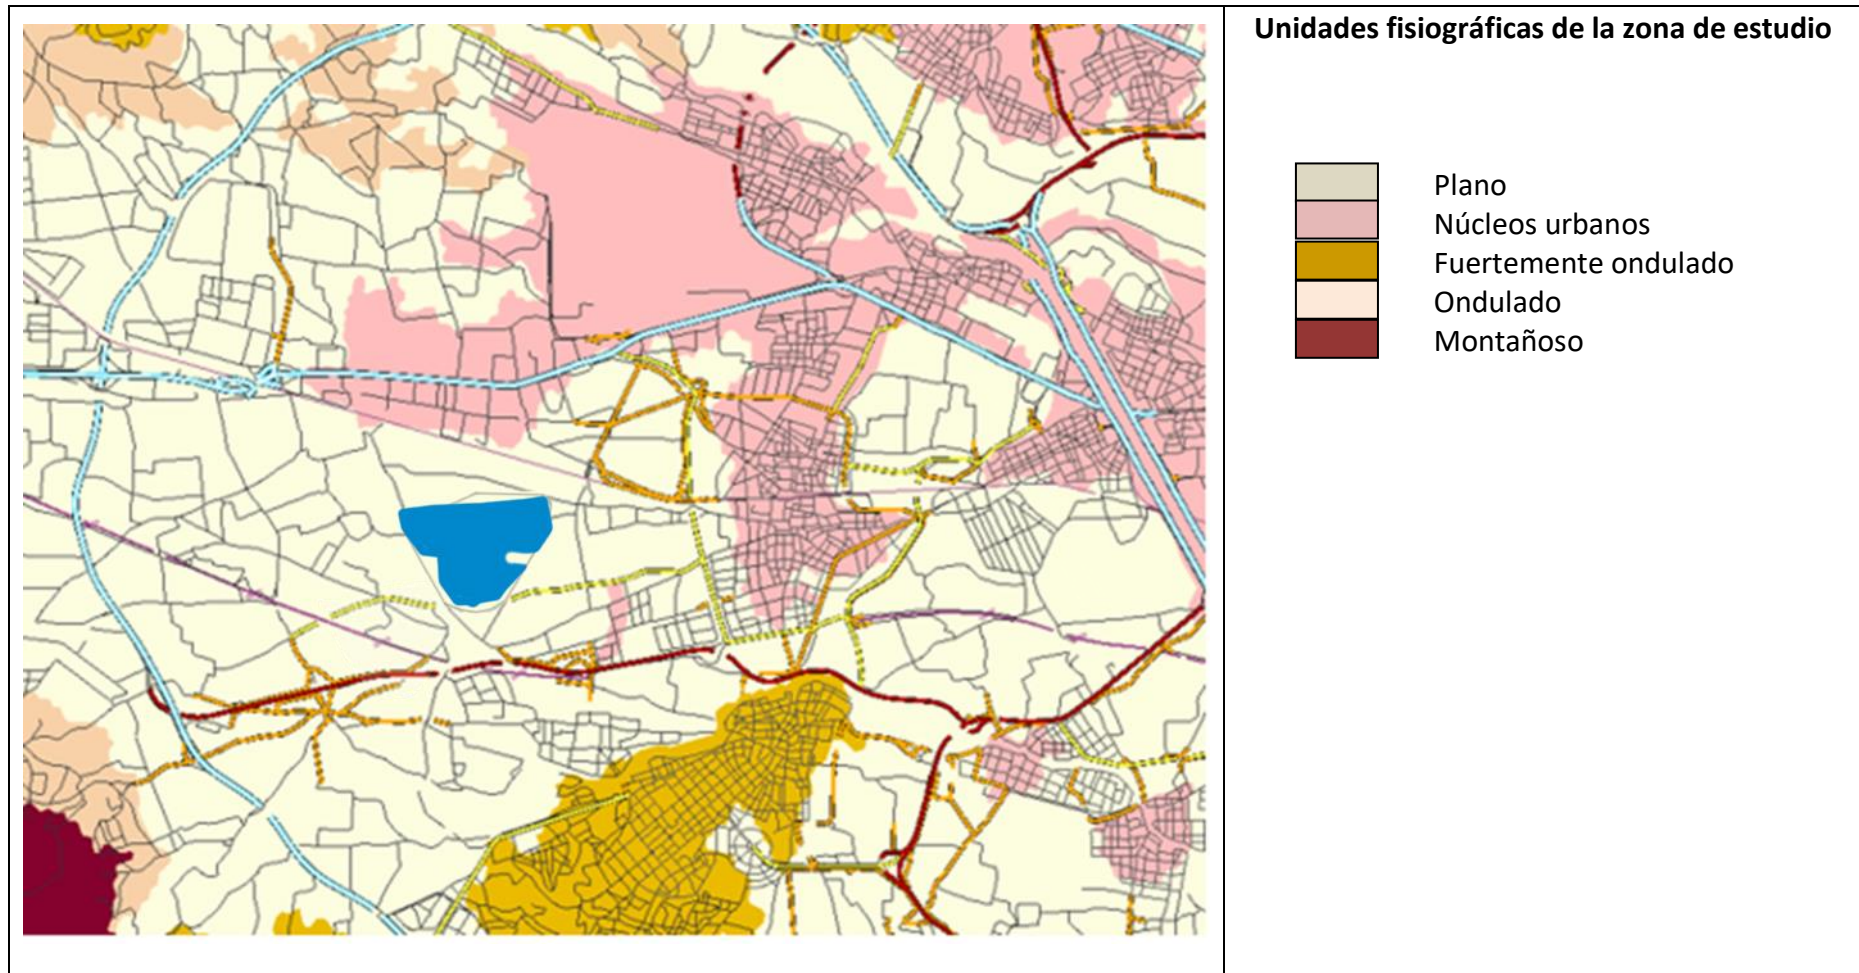 Unidades fisiográficas de la zona de estudio
Plano
Núcleos urbanos
Fuertemente ondulado
Ondulado
Montañoso